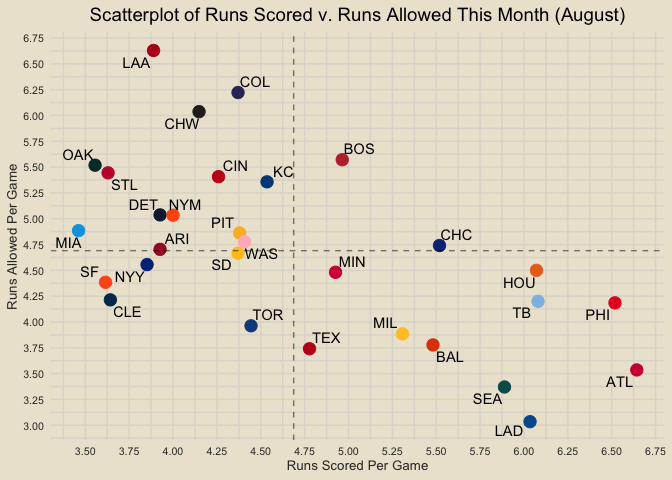 Scatterplot of Runs Scored v. Runs Allowed This Month (August)
6.75
LAA
6.50
COL
6.25
6.00
CHW
5.75
BOS
OAK
5.50
STL
CIN
KC
5.25
DET
NYM
5.00
PIT
MIA
ARI
CHC
4.75
WAS
SD
SF
NYY
MIN
4.50
HOU
4.25
CLE
TB
PHI
TOR
MIL
4.00
TEX
3.75
BAL
ATL
3.50
SEA
3.25
LAD
3.00
3.50 3.75 4.00 4.25 4.50 4.75 5.00 5.25 5.50 5.75 6.00 6.25 6.50 6.75
Runs Scored Per Game
Runs Allowed Per Game